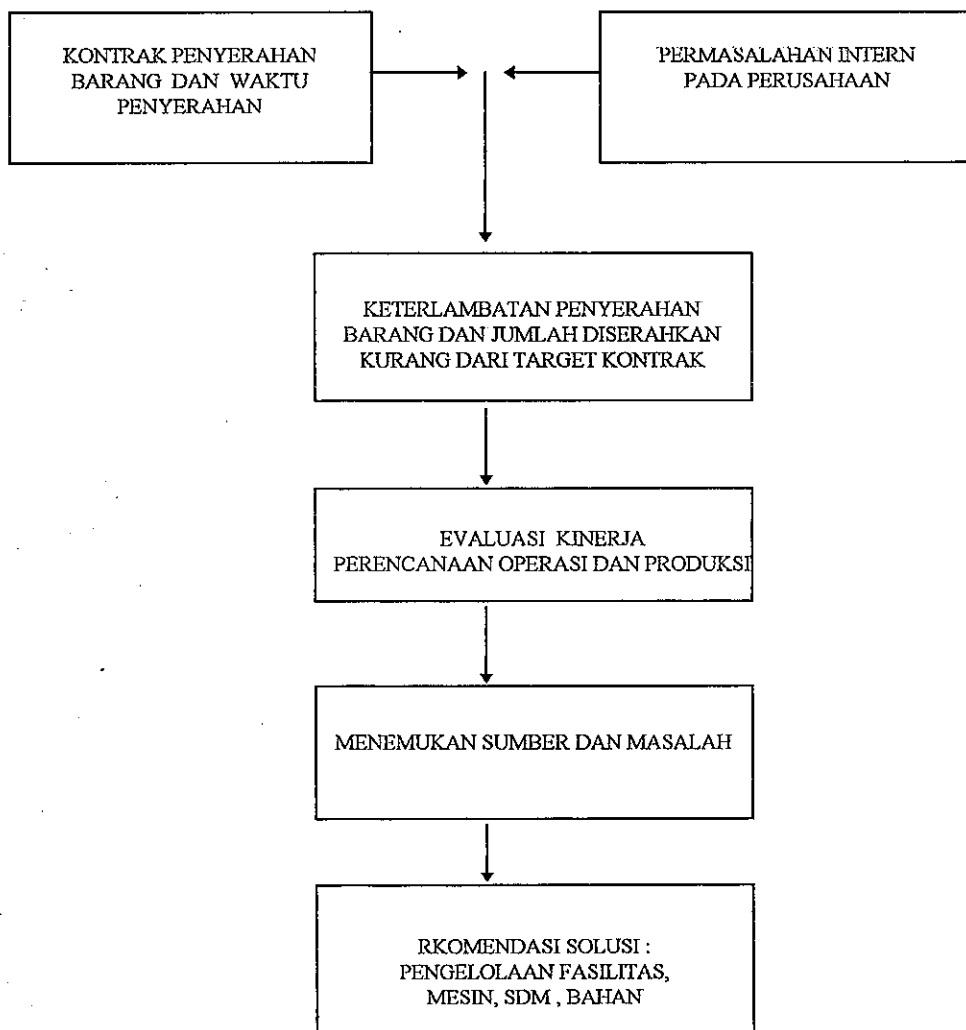 KONTRAK PENYERAHAN
BARANG DAN WAKTU
PENYERAHAN
PERMASALAHAN INTERN
PADA PERUSAHAAN
KETERLAMBATAN PENYERAHAN
BARANG DAN JUMLAH DISERAHKAN
KURANG DARI TARGET KONTRAK
EVALUASI KINERJA
PERENCANAAN OPERASI DAN PRODUKSI
MENEMUKAN SUMBER DAN MASALAH
RKOMENDASI SOLUSI :
PENGELOLAAN FASILITAS,
MESIN, SDM , BAHAN